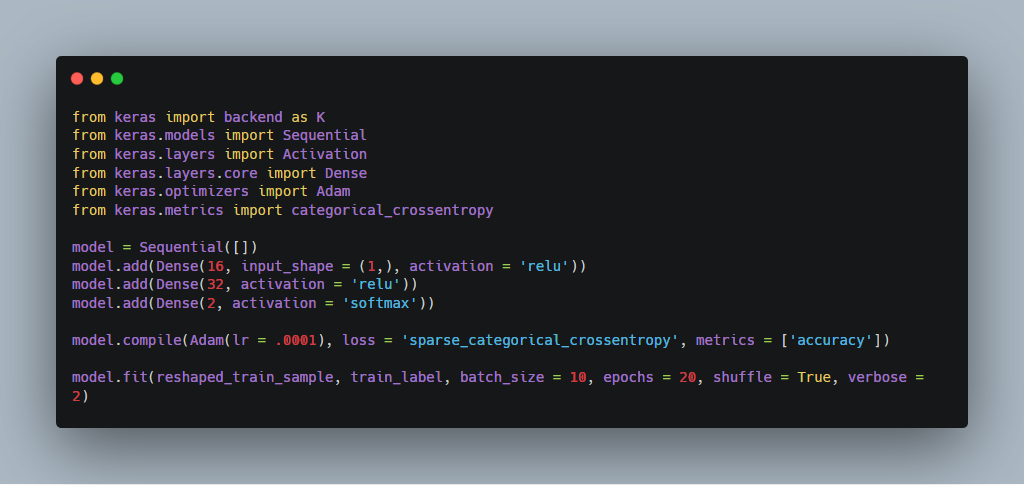 from keras import backend as K
from keras.models import Sequential
from keras.layers import Activation
from keras.layers.core import Dense
from keras.optimizers import Adam
from keras.metrics import categorical_crossentropy

model = Sequential([])
model.add(Dense(16, input_shape = (1,), activation = 'relu'))
model.add(Dense(32, activation = 'relu'))
model.add(Dense(2, activation = 'softmax'))

model.compile(Adam(lr = .0001), loss = 'sparse_categorical_crossentropy', metrics = ['accuracy'])

model.fit(reshaped_train_sample, train_label, batch_size = 10, epochs = 20, shuffle = True, verbose =
2)